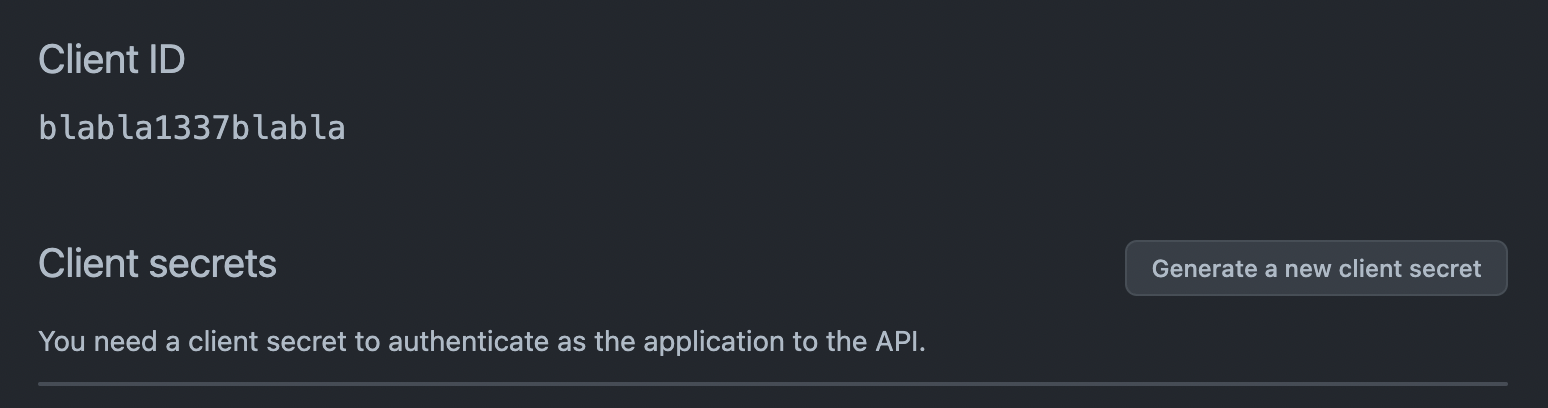 Client ID
blabla1337blabla
Client secrets
Generate a new client secret
You need a client secret to authenticate as the application to the API.